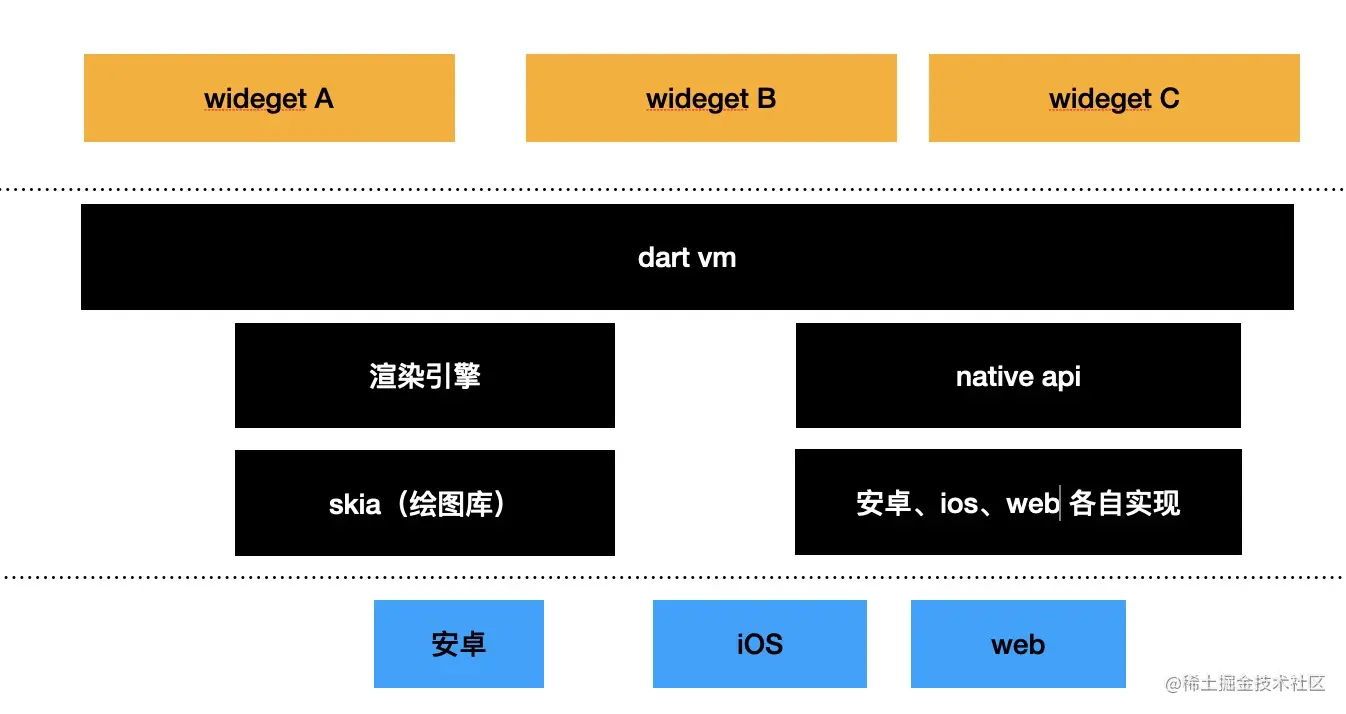 wideget A
wideget B
wideget C
dart vm
渲染引擎
native api
skia（绘图库）
安卓、ios、web 各自实现
安卓
iOS
web
@稀土掘金技术社区